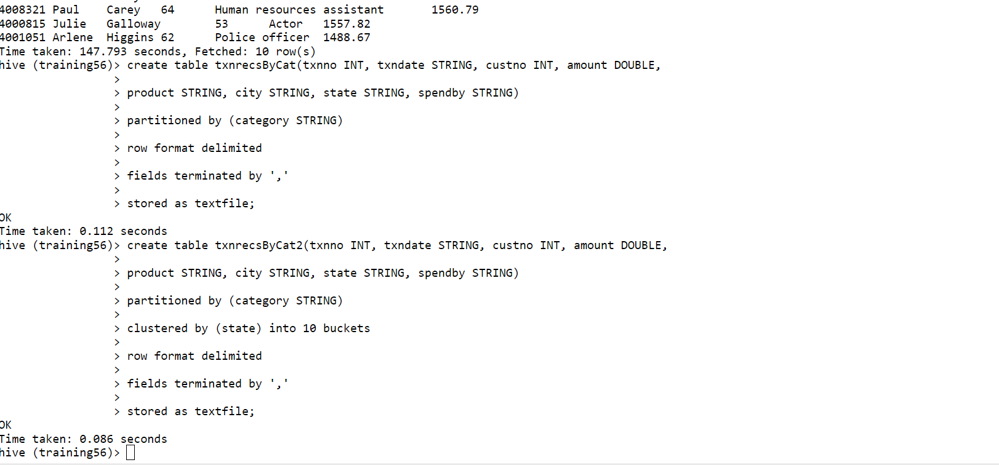 4008321 Paul    Carey   64      Human resources assistant       1560.79
4000815 Julie   Galloway        53      Actor   1557.82
4001051 Arlene  Higgins 62      Police officer  1488.67
Time taken: 147.793 seconds, Fetched: 10 row(s)
hive (training56)> create table txnrecsByCat(txnno INT, txndate STRING, custno INT, amount DOUBLE,
                 >
                 > product STRING, city STRING, state STRING, spendby STRING)
                 >
                 > partitioned by (category STRING)
                 >
                 > row format delimited
                 >
                 > fields terminated by ','
                 >
                 > stored as textfile;
OK
Time taken: 0.112 seconds
hive (training56)> create table txnrecsByCat2(txnno INT, txndate STRING, custno INT, amount DOUBLE,
                 >
                 > product STRING, city STRING, state STRING, spendby STRING)
                 >
                 > partitioned by (category STRING)
                 >
                 > clustered by (state) into 10 buckets
                 >
                 > row format delimited
                 >
                 > fields terminated by ','
                 >
                 > stored as textfile;
OK
Time taken: 0.086 seconds
hive (training56)>